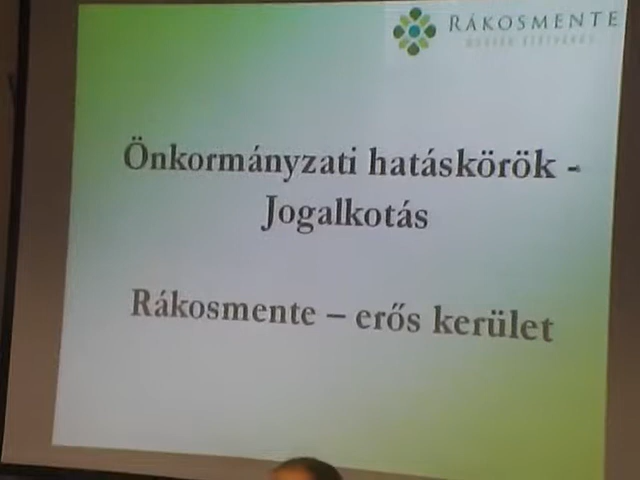 RÁKOSMENTE
Önkormányzati hatáskörök -
Jogalkotás
Rákosmente – erős kerület